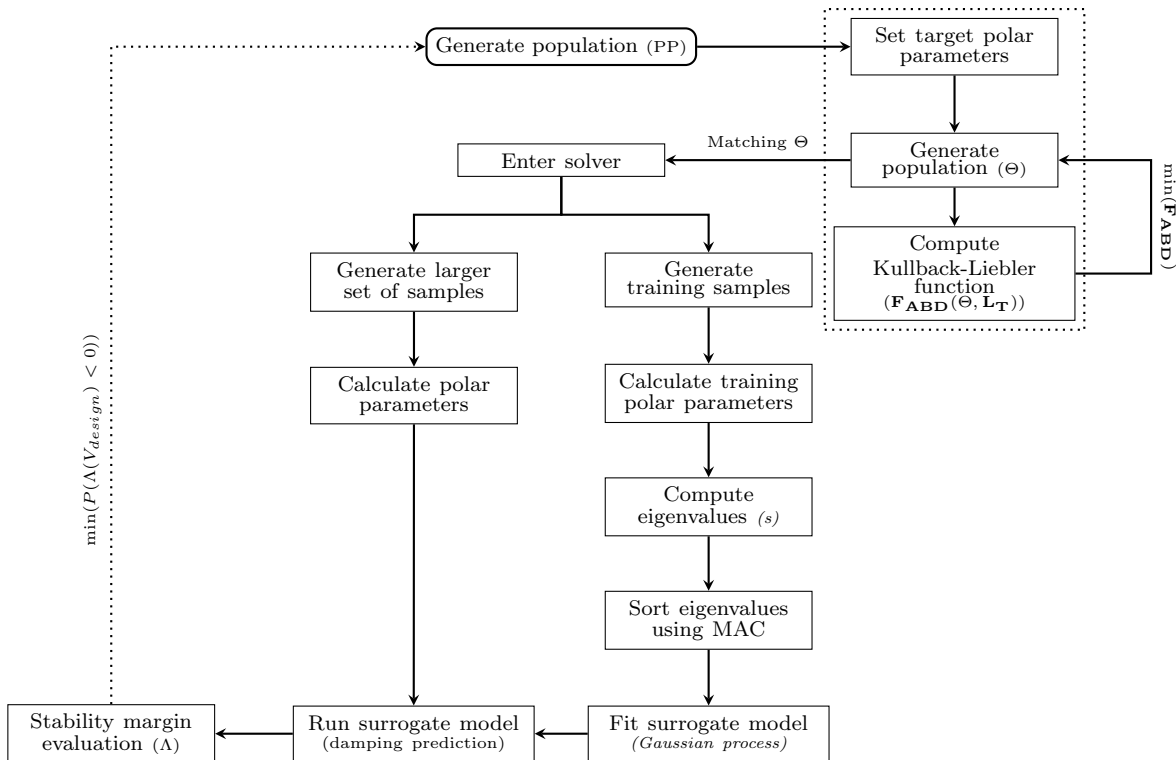 Generate population (PP)
Set target polar
parameters
Matching Θ
Enter solver
Generate
population (Θ)
min(F_ABD)
Compute
Kullback-Liebler
function
(F_ABD(Θ, L_T))
Generate larger
set of samples
Generate
training samples
Calculate polar
parameters
Calculate training
polar parameters
min(P(Λ(V_design) < 0))
Compute
eigenvalues (s)
Sort eigenvalues
using MAC
Stability margin
evaluation (Λ)
Run surrogate model
(damping prediction)
Fit surrogate model
(Gaussian process)